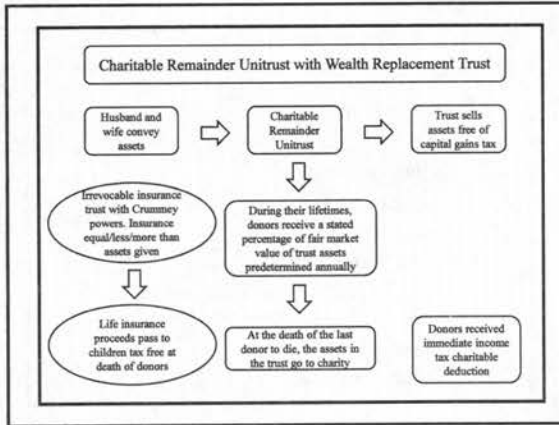 Charitable Remainder Unitrust with Wealth Replacement Trust
Husband and
wife convey
assets
Charitable
Remainder
Unitrust
Trust sells
assets free of
capital gains tax
Irrevocable insurance
trust with Crummey
powers. Insurance
equal/less/more than
assets given
During their lifetimes,
donors receive a stated
percentage of fair market
value of trust assets
predetermined annually
Life insurance
proceeds pass to
children tax free at
death of donors
At the death of the last
donor to die, the assets in
the trust go to charity
Donors received
immediate income
tax charitable
deduction